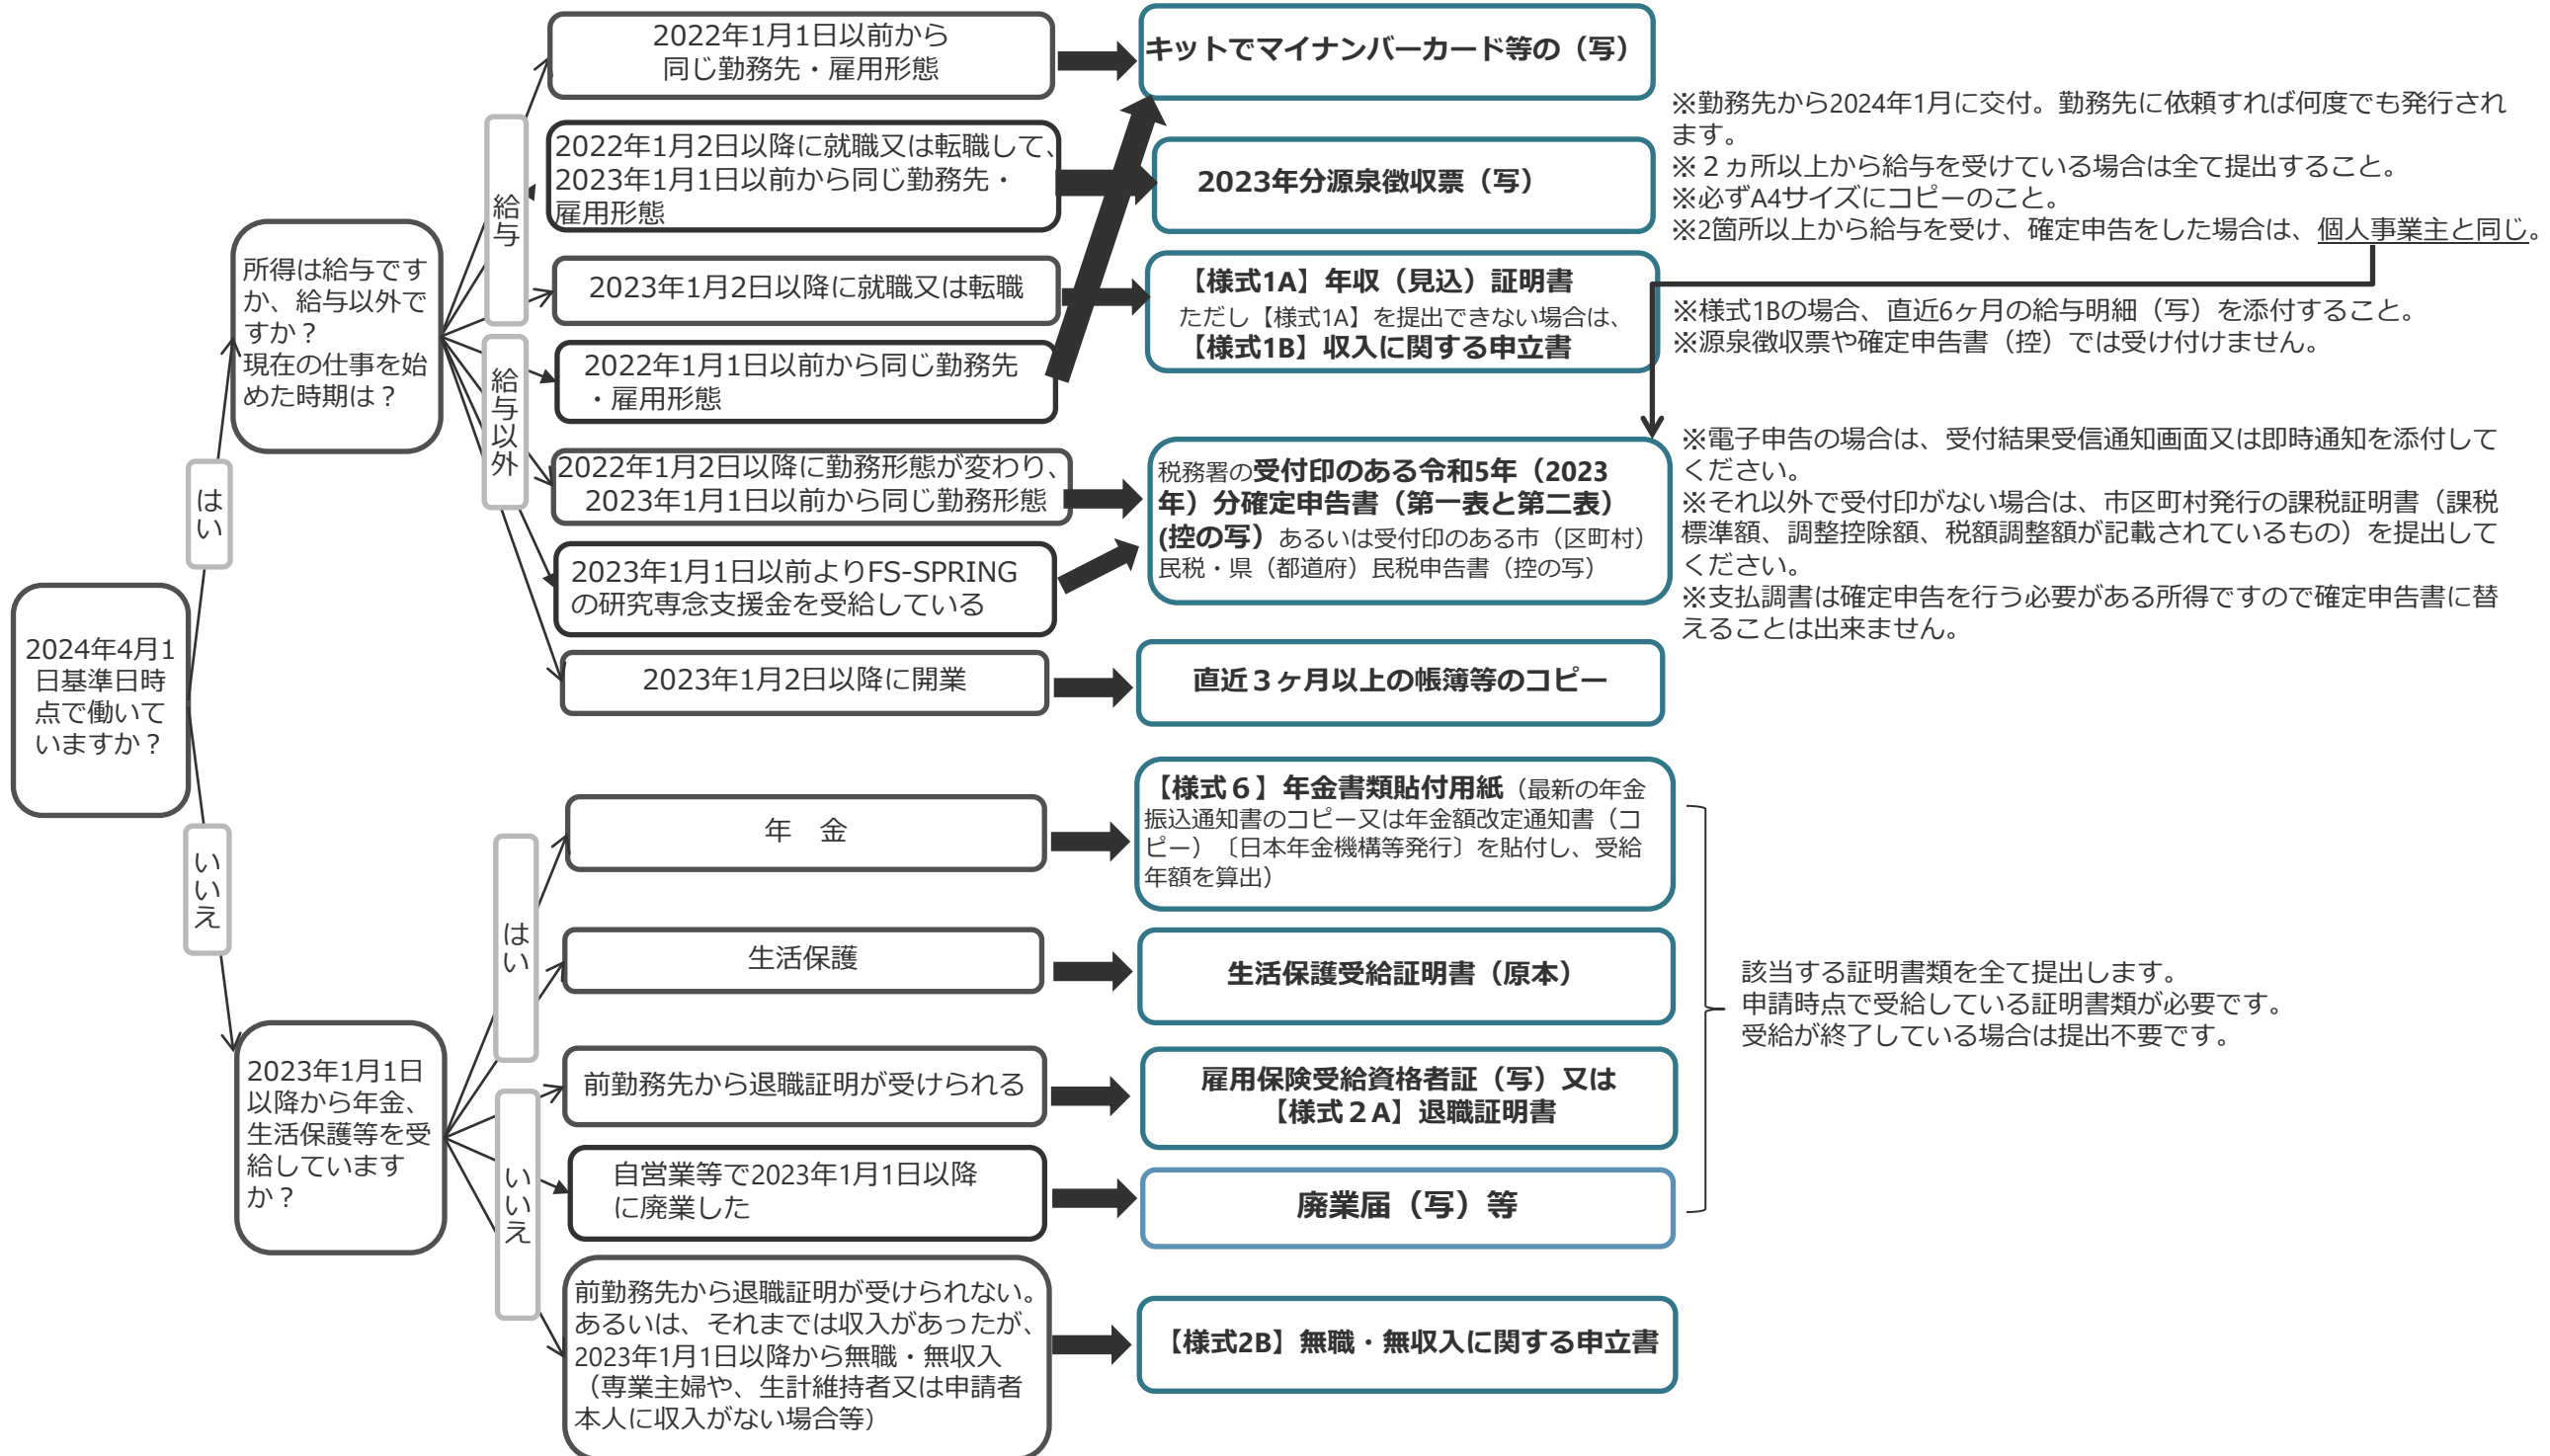 2024年4月1
日基準日時
点で働いて
いますか？
はい
いいえ
所得は給与です
か、給与以外で
すか？
現在の仕事を始
めた時期は？
給与
給与以外
2022年1月1日以前から
同じ勤務先・雇用形態
キットでマイナンバーカード等の（写）
2022年1月2日以降に就職又は転職して、
2023年1月1日以前から同じ勤務先・
雇用形態
2023年分源泉徴収票（写）
※勤務先から2024年1月に交付。勤務先に依頼すれば何度でも発行され
ます。
※２ヵ所以上から給与を受けている場合は全て提出すること。
※必ずA4サイズにコピーのこと。
※2箇所以上から給与を受け、確定申告をした場合は、個人事業主と同じ。
2023年1月2日以降に就職又は転職
【様式1A】年収（見込）証明書
ただし【様式1A】を提出できない場合は、
【様式1B】収入に関する申立書
※様式1Bの場合、直近6ヶ月の給与明細（写）を添付すること。
※源泉徴収票や確定申告書（控）では受け付けません。
2022年1月1日以前から同じ勤務先
・雇用形態
2022年1月2日以降に勤務形態が変わり、
2023年1月1日以前から同じ勤務形態
2023年1月1日以前よりFS-SPRING
の研究専念支援金を受給している
税務署の受付印のある令和5年（2023
年）分確定申告書（第一表と第二表）
(控の写）あるいは受付印のある市（区町村）
民税・県（都道府）民税申告書（控の写）
※電子申告の場合は、受付結果受信通知画面又は即時通知を添付して
ください。
※それ以外で受付印がない場合は、市区町村発行の課税証明書（課税
標準額、調整控除額、税額調整額が記載されているもの）を提出して
ください。
※支払調書は確定申告を行う必要がある所得ですので確定申告書に替
えることは出来ません。
2023年1月2日以降に開業
直近３ヶ月以上の帳簿等のコピー
2023年1月1日
以降から年金、
生活保護等を受
給しています
か？
はい
いいえ
年　金
【様式６】年金書類貼付用紙（最新の年金
振込通知書のコピー又は年金額改定通知書（コ
ピー）〔日本年金機構等発行〕を貼付し、受給
年額を算出）
生活保護
生活保護受給証明書（原本）
前勤務先から退職証明が受けられる
雇用保険受給資格者証（写）又は
【様式２A】退職証明書
自営業等で2023年1月1日以降
に廃業した
廃業届（写）等
該当する証明書類を全て提出します。
申請時点で受給している証明書類が必要です。
受給が終了している場合は提出不要です。
前勤務先から退職証明が受けられない。
あるいは、それまでは収入があったが、
2023年1月1日以降から無職・無収入
（専業主婦や、生計維持者又は申請者
本人に収入がない場合等）
【様式2B】無職・無収入に関する申立書